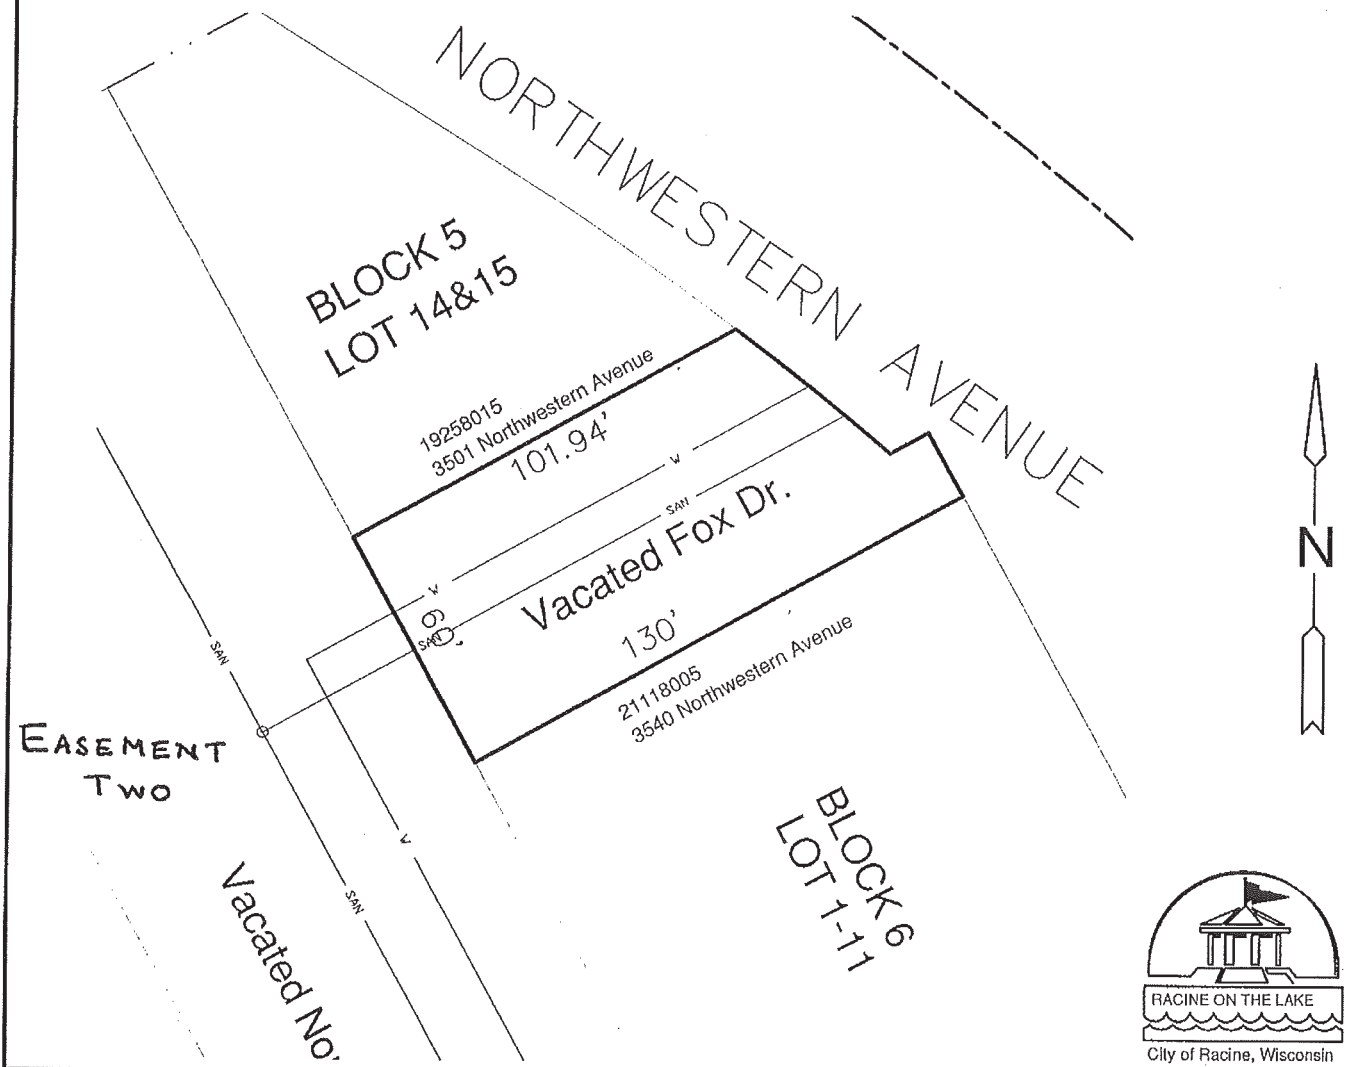 NORTHWESTERN AVENUE
BLOCK 5
LOT 14&15
19258015
3501 Northwestern Avenue
101.94'
W
SAN
Vacated Fox Dr.
W
60'
SAN
130'
21118005
3540 Northwestern Avenue
N
SAN
EASEMENT
TWO
W
SAN
BLOCK 6
LOT 1-11
Vacated No
RACINE ON THE LAKE
City of Racine, Wisconsin